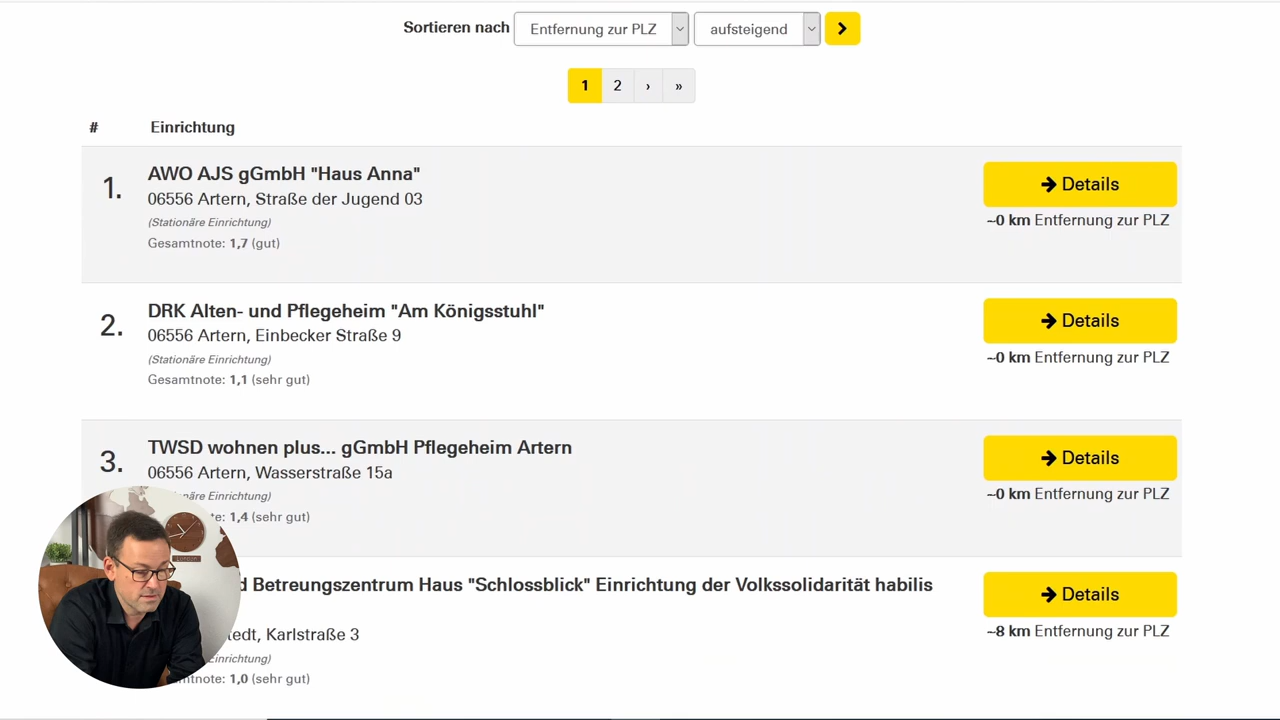 Sortieren nach Entfernung zur PLZ aufsteigend
1 2 › »
# Einrichtung
1. AWO AJS gGmbH "Haus Anna"
06556 Artern, Straße der Jugend 03
(Stationäre Einrichtung)
Gesamtnote: 1,7 (gut)
Details
~0 km Entfernung zur PLZ
2. DRK Alten- und Pflegeheim "Am Königsstuhl"
06556 Artern, Einbecker Straße 9
(Stationäre Einrichtung)
Gesamtnote: 1,1 (sehr gut)
Details
~0 km Entfernung zur PLZ
3. TWSD wohnen plus... gGmbH Pflegeheim Artern
06556 Artern, Wasserstraße 15a
Einrichtung)
1,4 (sehr gut)
Details
~0 km Entfernung zur PLZ
Betreungszentrum Haus "Schlossblick" Einrichtung der Volkssolidarität habilis
Karlstraße 3
Einrichtung)
1,0 (sehr gut)
Details
~8 km Entfernung zur PLZ